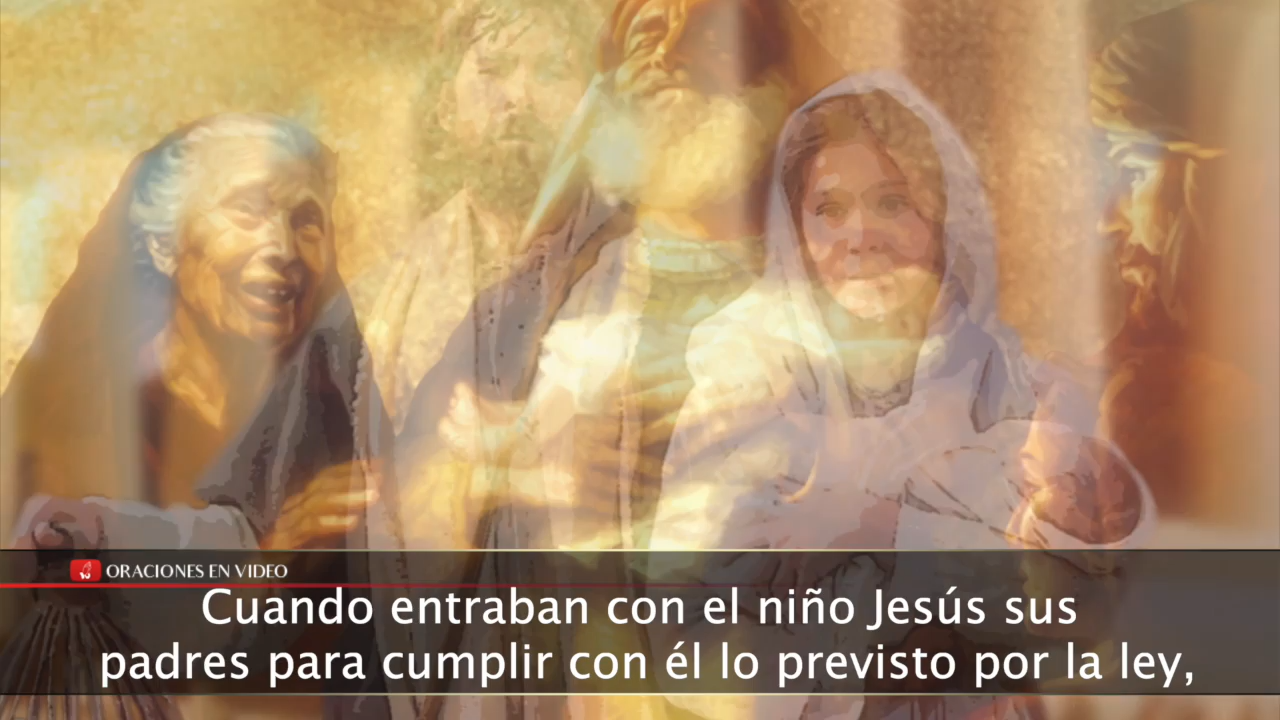 ORACIONES EN VIDEO
Cuando entraban con el niño Jesús sus
padres para cumplir con él lo previsto por la ley,